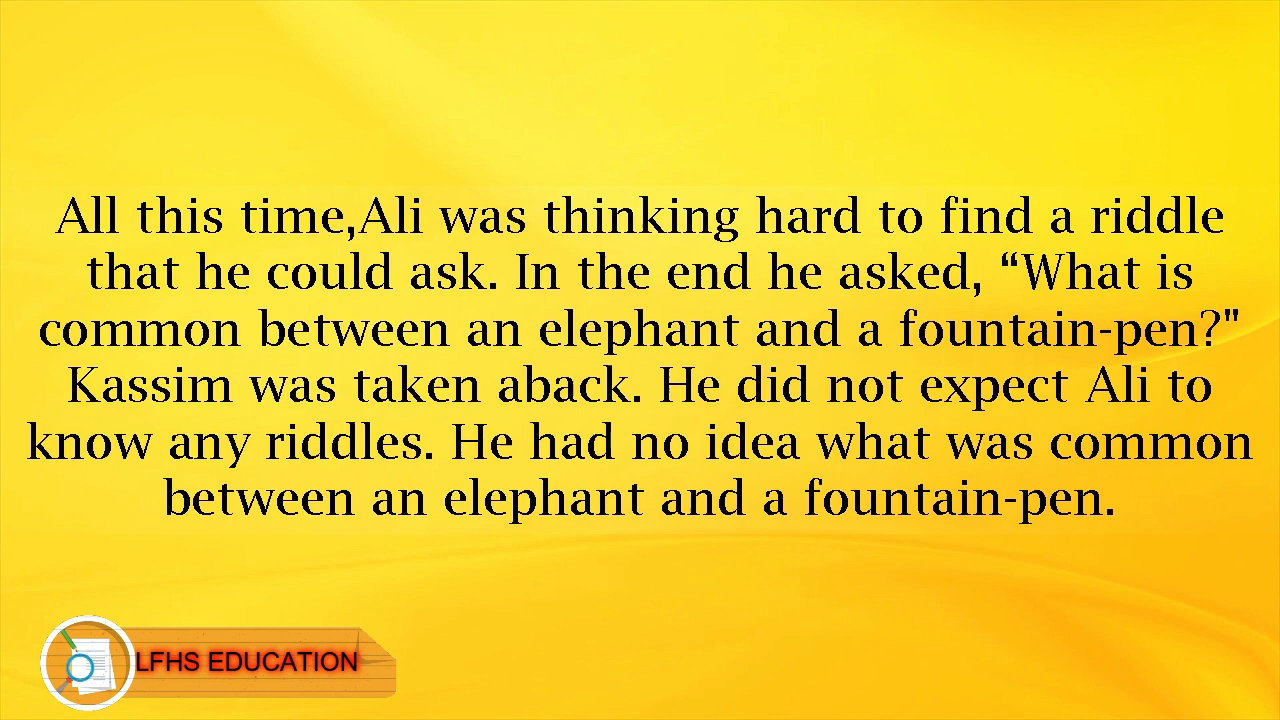 All this time,Ali was thinking hard to find a riddle
that he could ask. In the end he asked, “What is
common between an elephant and a fountain-pen?"
Kassim was taken aback. He did not expect Ali to
know any riddles. He had no idea what was common
between an elephant and a fountain-pen.
LFHS EDUCATION